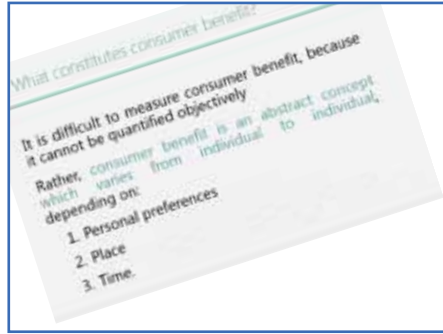 What constitutes consumer benefit?
It is difficult to measure consumer benefit, because
it cannot be quantified objectively
Rather, consumer benefit is an abstract concept
which varies from individual to individual,
depending on:
1. Personal preferences
2. Place
3. Time.